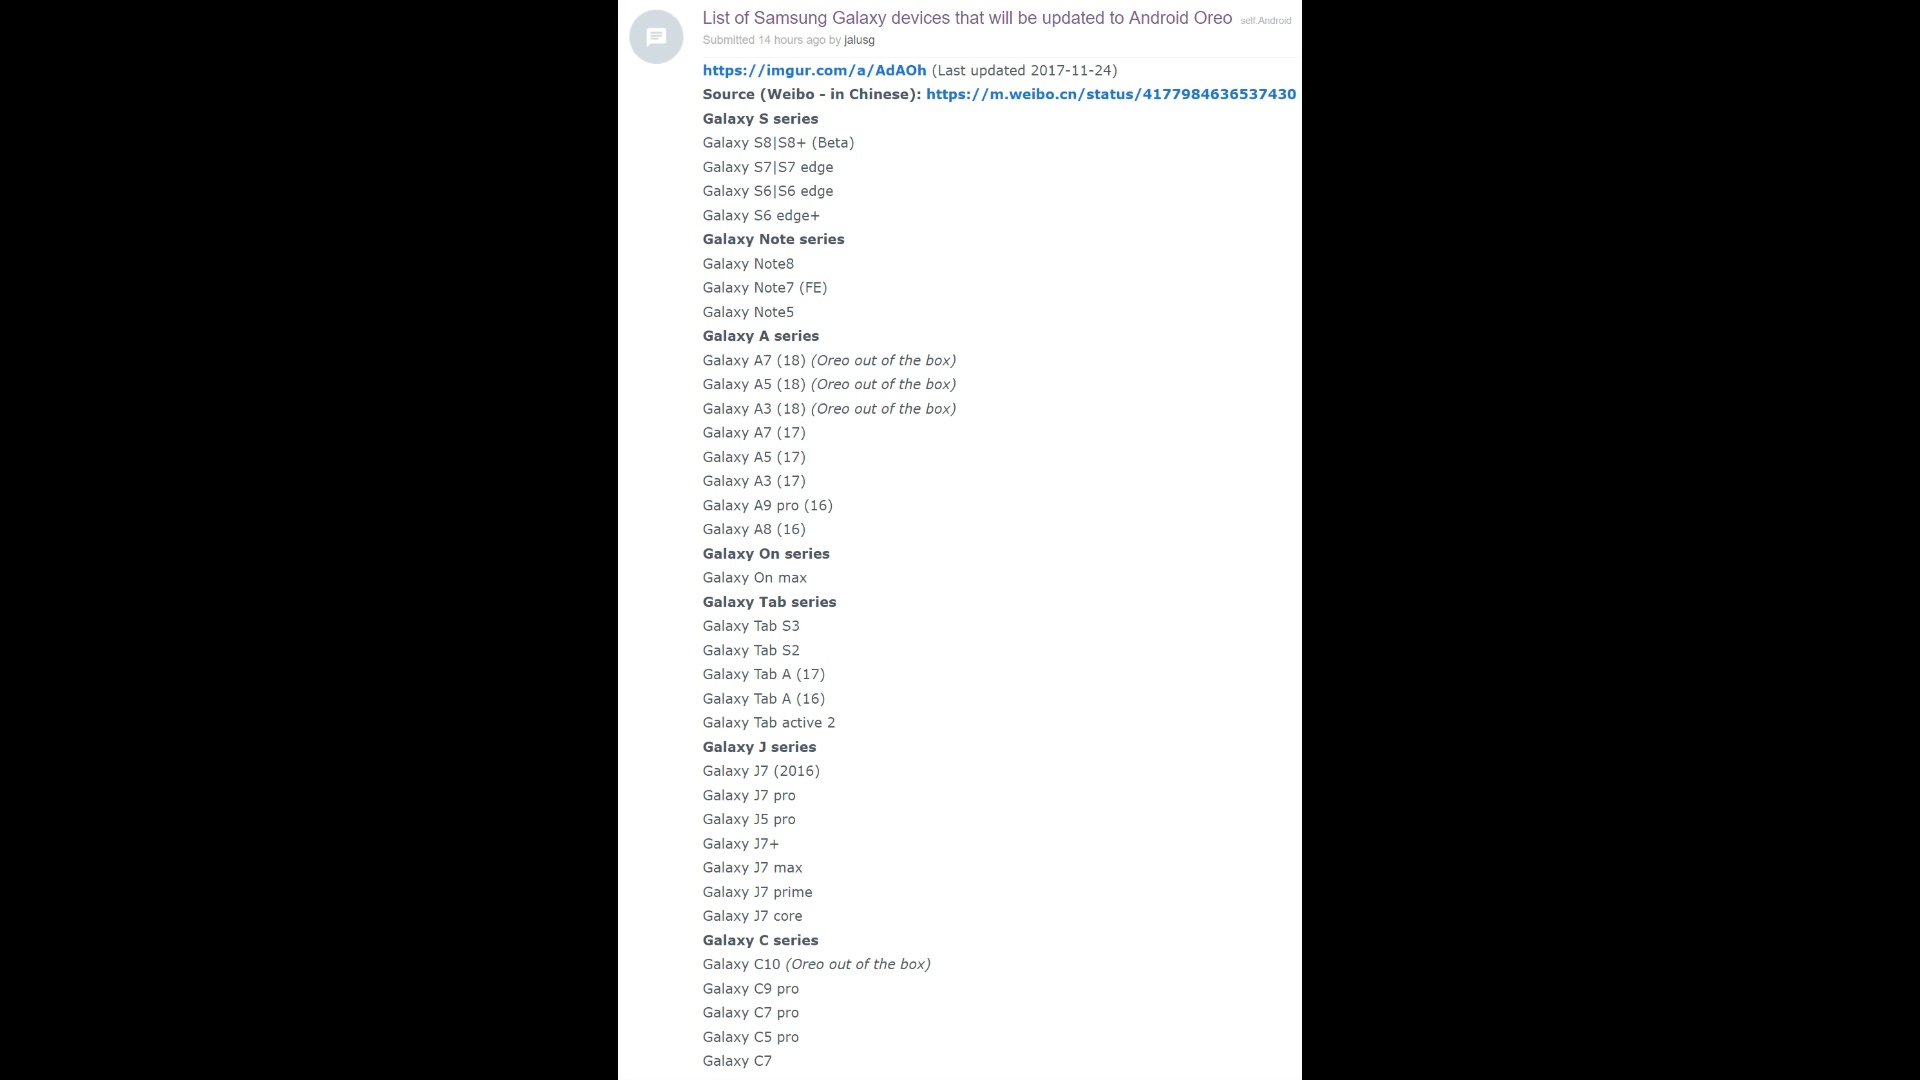 List of Samsung Galaxy devices that will be updated to Android Oreo self.Android
Submitted 14 hours ago by jalusg
https://imgur.com/a/AdAOh (Last updated 2017-11-24)
Source (Weibo - in Chinese): https://m.weibo.cn/status/4177984636537430
Galaxy S series
Galaxy S8|S8+ (Beta)
Galaxy S7|S7 edge
Galaxy S6|S6 edge
Galaxy S6 edge+
Galaxy Note series
Galaxy Note8
Galaxy Note7 (FE)
Galaxy Note5
Galaxy A series
Galaxy A7 (18) (Oreo out of the box)
Galaxy A5 (18) (Oreo out of the box)
Galaxy A3 (18) (Oreo out of the box)
Galaxy A7 (17)
Galaxy A5 (17)
Galaxy A3 (17)
Galaxy A9 pro (16)
Galaxy A8 (16)
Galaxy On series
Galaxy On max
Galaxy Tab series
Galaxy Tab S3
Galaxy Tab S2
Galaxy Tab A (17)
Galaxy Tab A (16)
Galaxy Tab active 2
Galaxy J series
Galaxy J7 (2016)
Galaxy J7 pro
Galaxy J5 pro
Galaxy J7+
Galaxy J7 max
Galaxy J7 prime
Galaxy J7 core
Galaxy C series
Galaxy C10 (Oreo out of the box)
Galaxy C9 pro
Galaxy C7 pro
Galaxy C5 pro
Galaxy C7